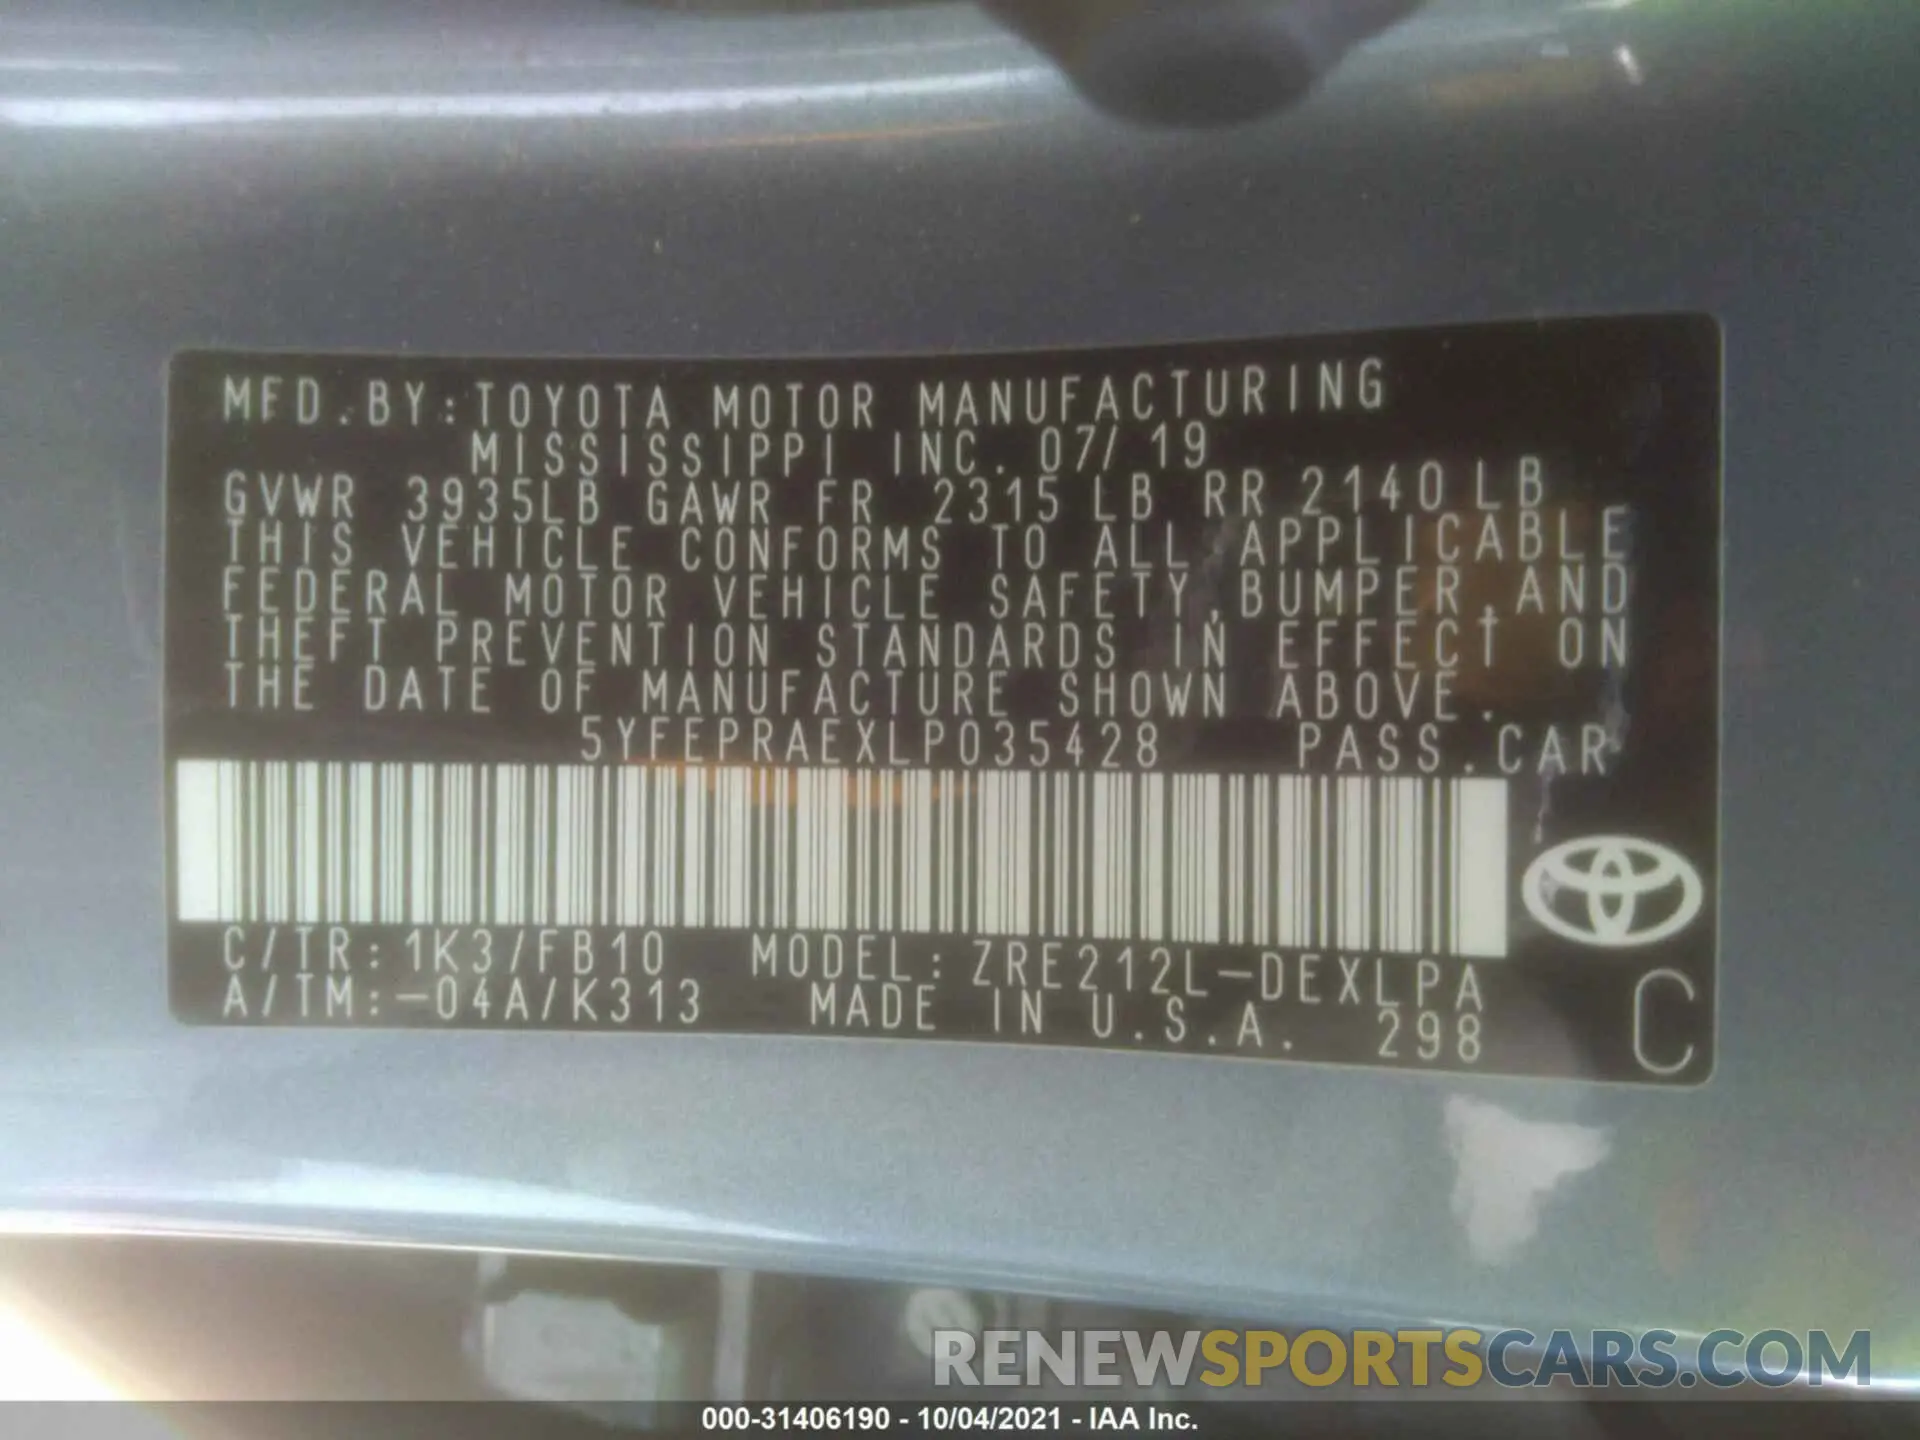 MFD.BY:TOYOTA MOTOR MANUFACTURING
MISSISSIPPI INC. 07/19
GVWR 3935LB GAWR FR 2315 LB RR 2140 LB
THIS VEHICLE CONFORMS TO ALL APPLICABLE
FEDERAL MOTOR VEHICLE SAFETY,BUMPER,AND
THEFT PREVENTION STANDARDS IN EFFECT ON
THE DATE OF MANUFACTURE SHOWN ABOVE.
5YFEPRAEXLP035428 PASS.CAR
C/TR:1K3/FB10 MODEL:ZRE212L-DEXLPA
A/TM:-04A/K313 MADE IN U.S.A. 298
C
RENEWSPORTSCARS.COM
000-31406190 - 10/04/2021 - IAA Inc.